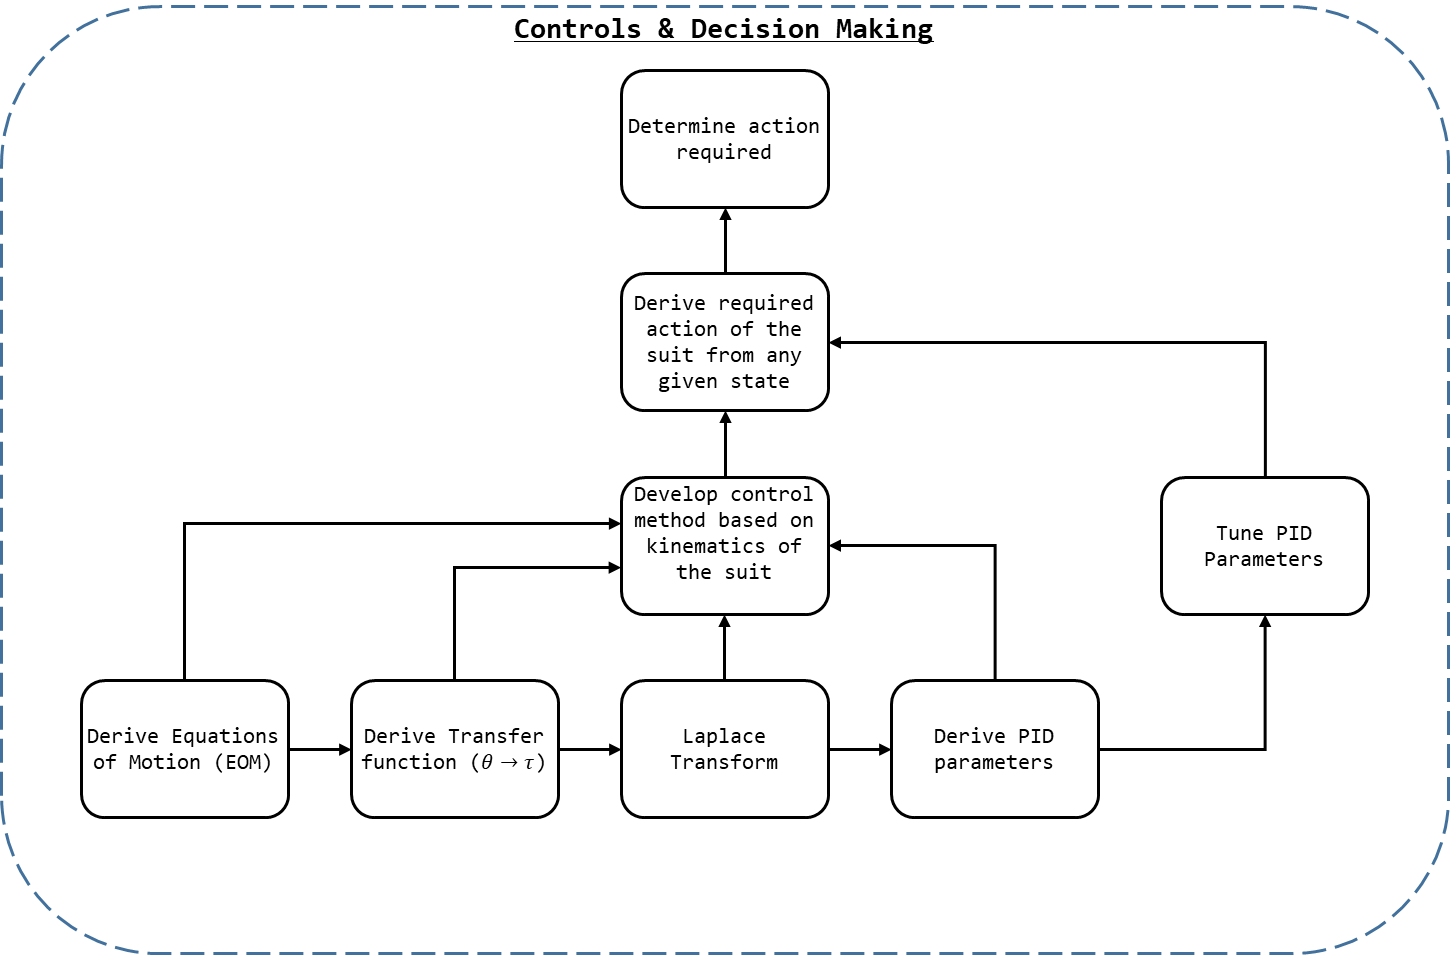 Controls & Decision Making
Determine action
required
Derive required
action of the
suit from any
given state
Develop control
method based on
kinematics of
the suit
Tune PID
Parameters
Derive Equations
of Motion (EOM)
Derive Transfer
function (θ → τ)
Laplace
Transform
Derive PID
parameters